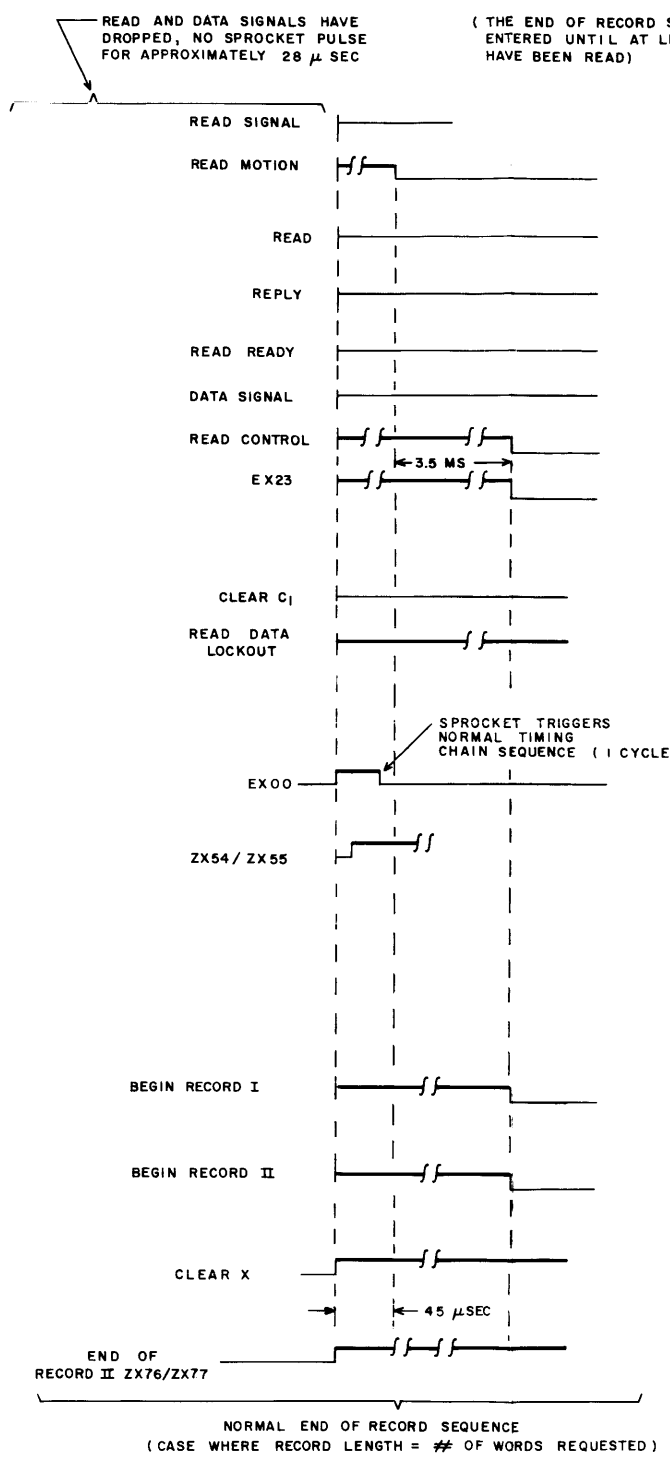 READ AND DATA SIGNALS HAVE
DROPPED, NO SPROCKET PULSE
FOR APPROXIMATELY 28 µ SEC
( THE END OF RECORD
ENTERED UNTIL AT
HAVE BEEN READ)
READ SIGNAL
READ MOTION
READ
REPLY
READ READY
DATA SIGNAL
READ CONTROL
3.5 MS
EX23
CLEAR C₁
READ DATA
LOCKOUT
SPROCKET TRIGGERS
NORMAL TIMING
CHAIN SEQUENCE ( 1 CYCLE
EX00
ZX54 / ZX55
BEGIN RECORD I
BEGIN RECORD II
CLEAR X
45 µSEC
END OF
RECORD II ZX76/ZX77
NORMAL END OF RECORD SEQUENCE
( CASE WHERE RECORD LENGTH = # OF WORDS REQUESTED )